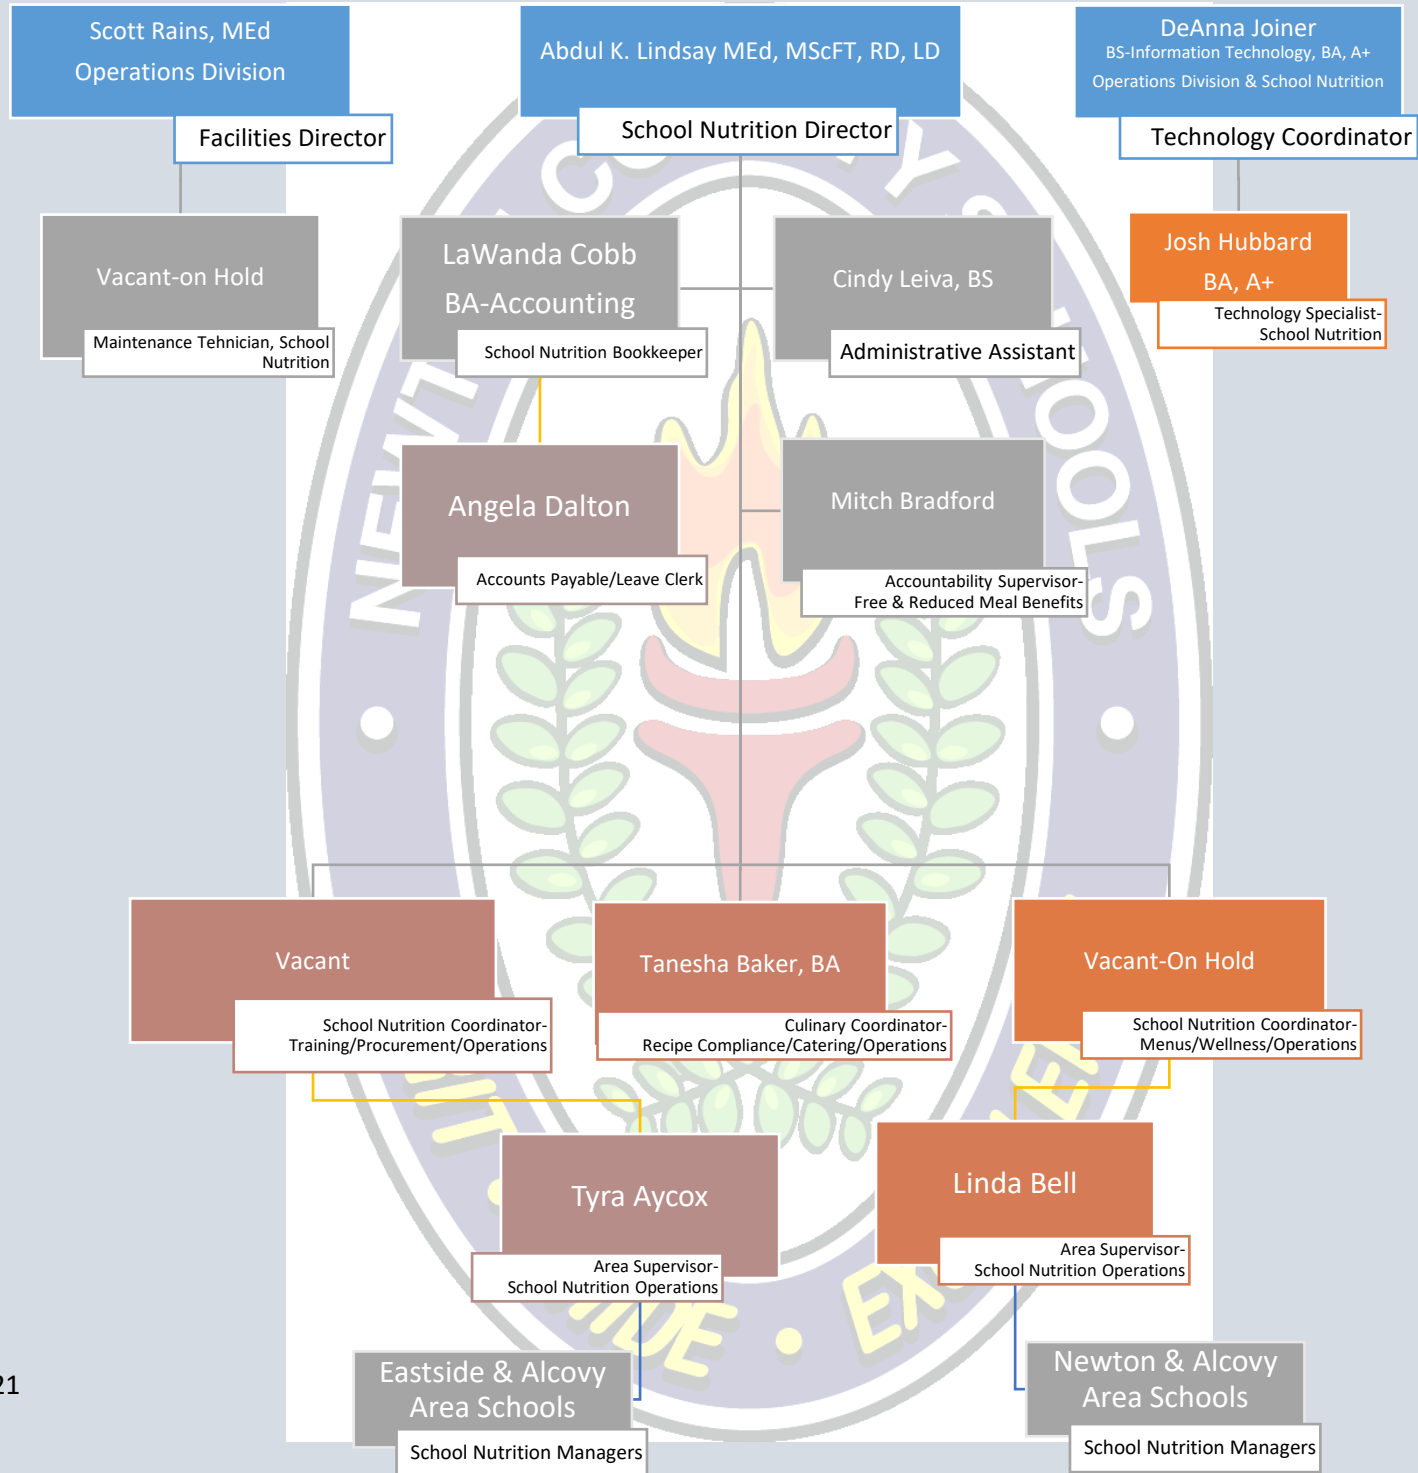 Scott Rains, MEd
Operations Division
Facilities Director
Abdul K. Lindsay MEd, MScFT, RD, LD
School Nutrition Director
DeAnna Joiner
BS-Information Technology, BA, A+
Operations Division & School Nutrition
Technology Coordinator
Vacant-on Hold
Maintenance Tehnician, School
Nutrition
LaWanda Cobb
BA-Accounting
School Nutrition Bookkeeper
Cindy Leiva, BS
Administrative Assistant
Josh Hubbard
BA, A+
Technology Specialist-
School Nutrition
Angela Dalton
Accounts Payable/Leave Clerk
Mitch Bradford
Accountability Supervisor-
Free & Reduced Meal Benefits
Vacant
School Nutrition Coordinator-
Training/Procurement/Operations
Tanesha Baker, BA
Culinary Coordinator-
Recipe Compliance/Catering/Operations
Vacant-On Hold
School Nutrition Coordinator-
Menus/Wellness/Operations
Tyra Aycox
Area Supervisor-
School Nutrition Operations
Linda Bell
Area Supervisor-
School Nutrition Operations
Eastside & Alcovy
Area Schools
School Nutrition Managers
Newton & Alcovy
Area Schools
School Nutrition Managers
21